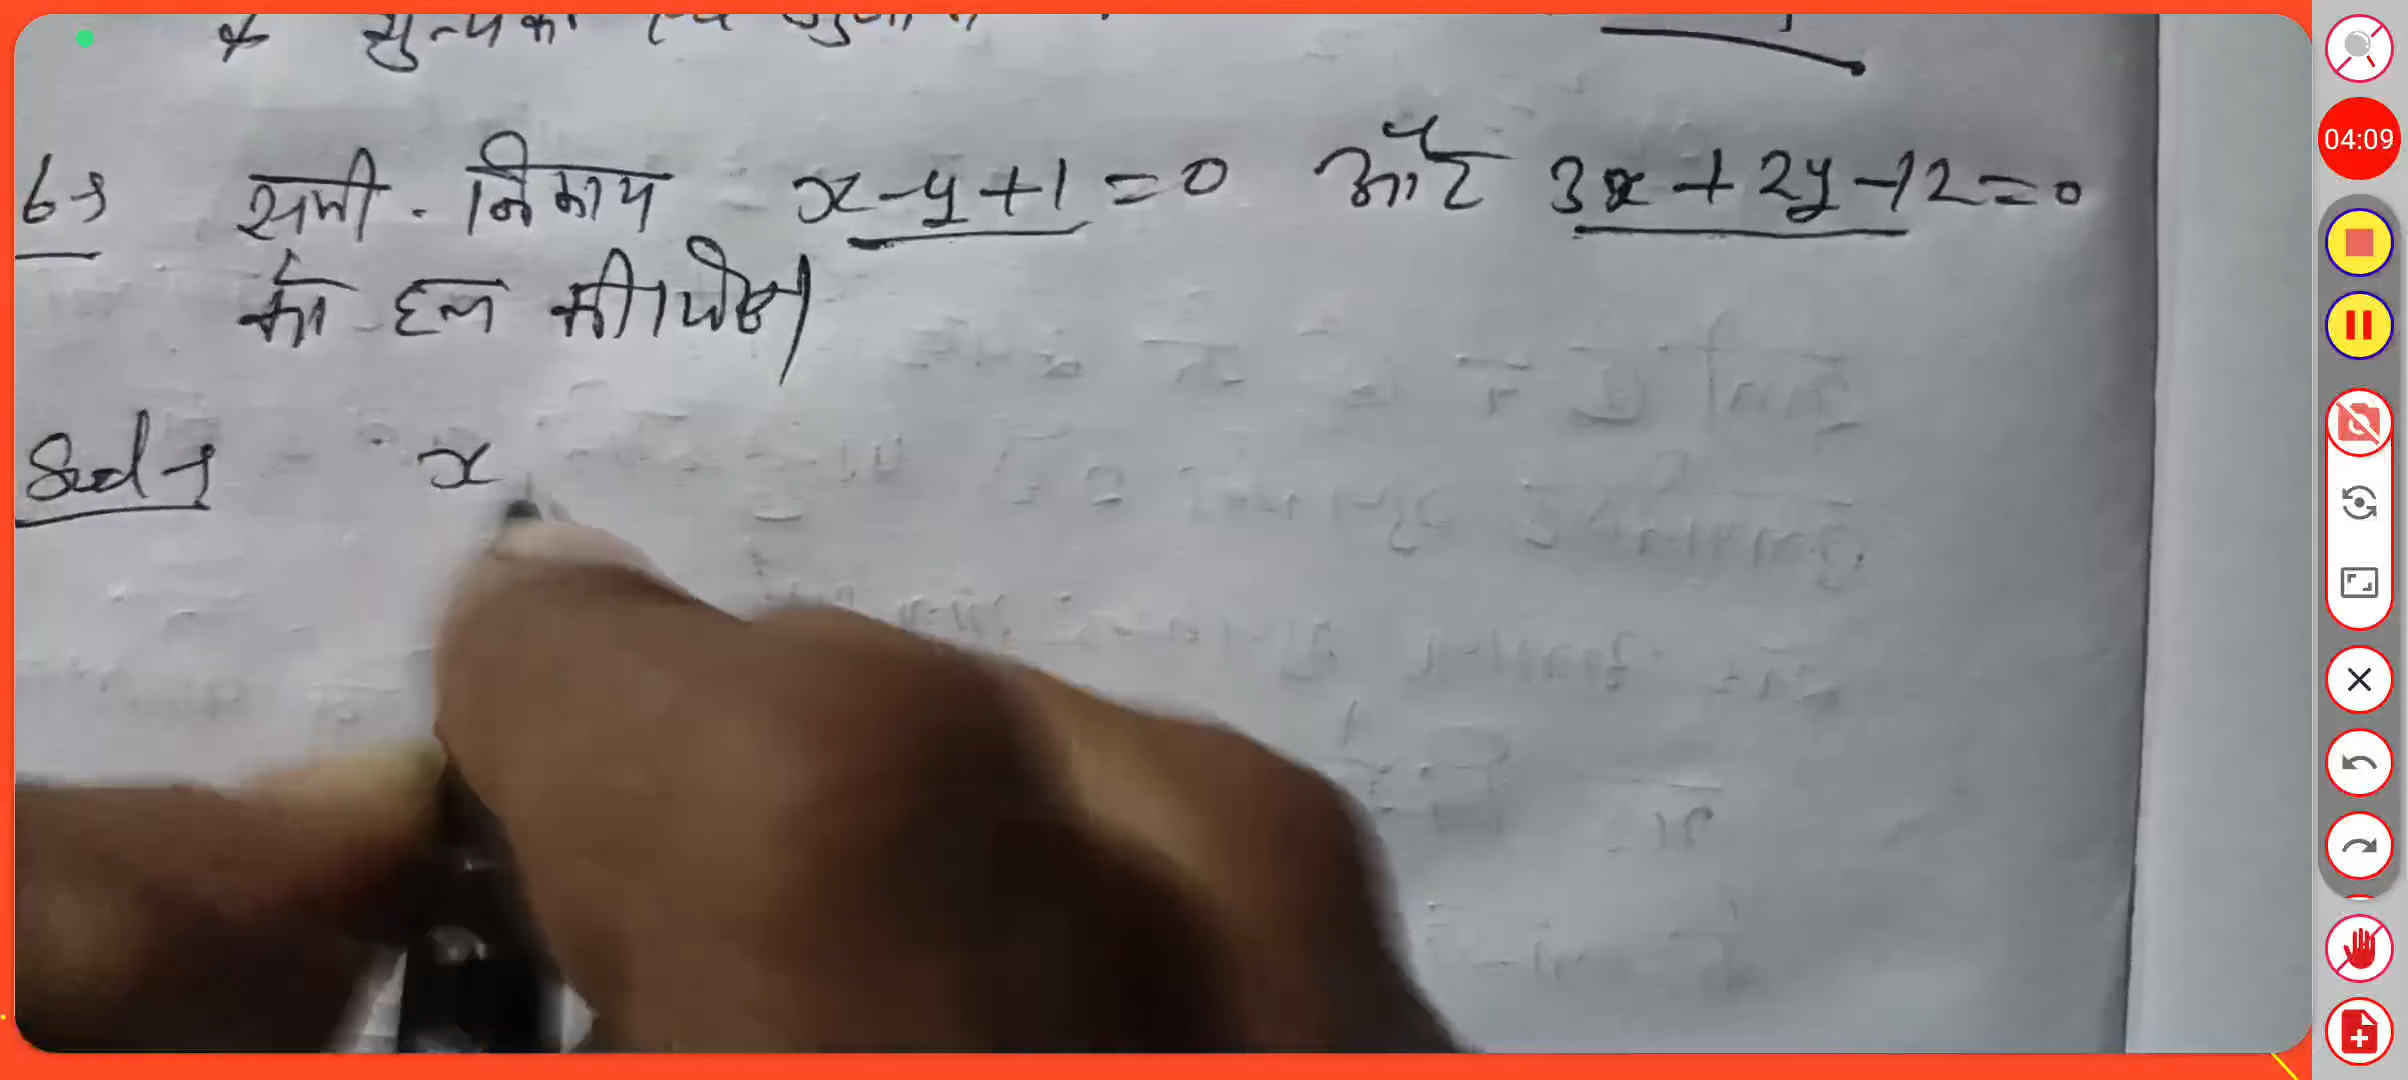 6→ समी. निकाय x-y+1=0 और 3x+2y-12=0
को हल कीजिए।
Sol→ x
04:09